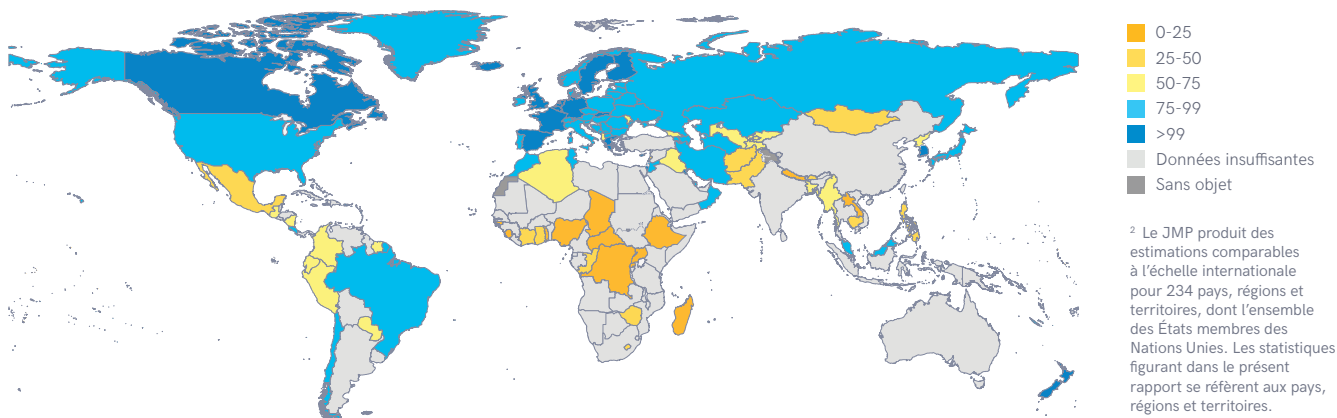 0-25
25-50
50-75
75-99
>99
Données insuffisantes
Sans objet
² Le JMP produit des
estimations comparables
à l’échelle internationale
pour 234 pays, régions et
territoires, dont l’ensemble
des États membres des
Nations Unies. Les statistiques
figurant dans le présent
rapport se réfèrent aux pays,
régions et territoires.